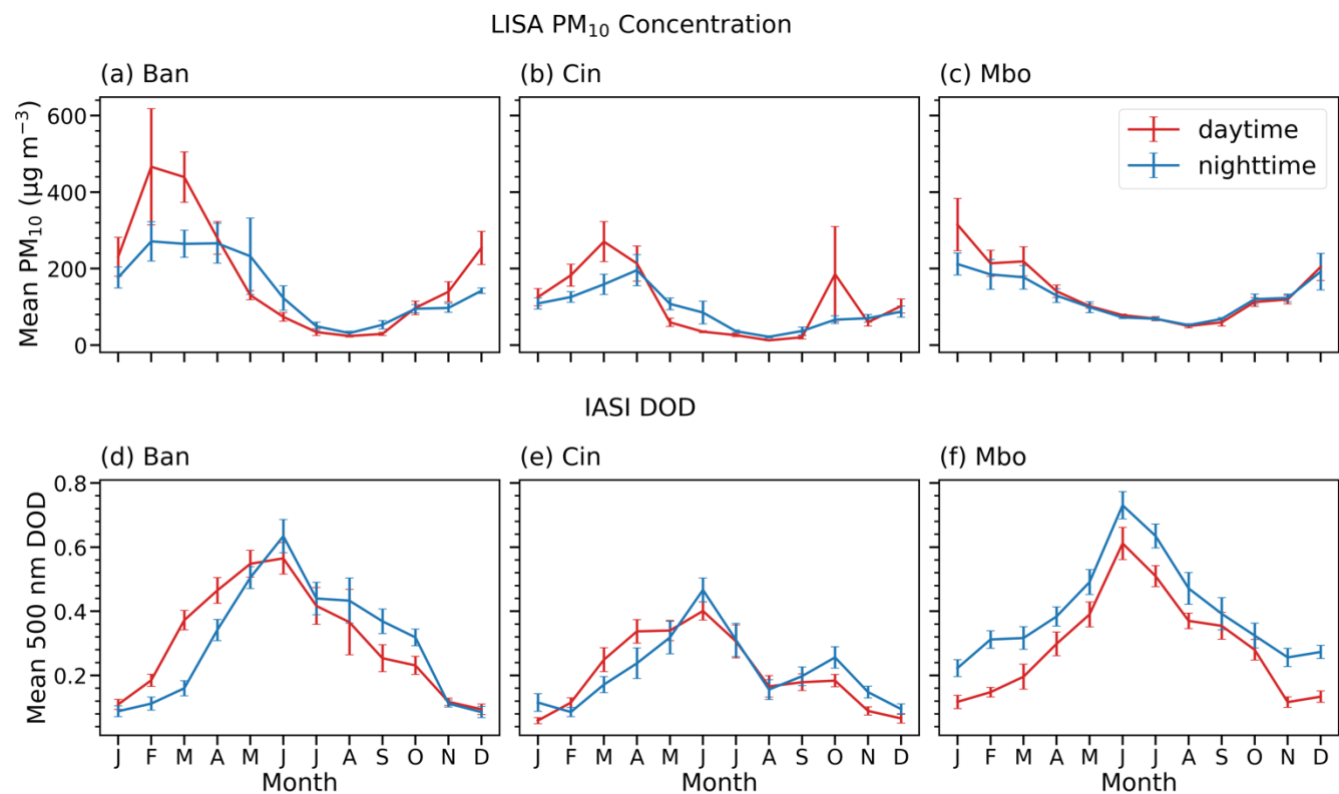 LISA PM₁₀ Concentration
(a) Ban
(b) Cin
(c) Mbo
Mean PM₁₀ (µg m⁻³)
600
400
200
0
daytime
nighttime
IASI DOD
(d) Ban
(e) Cin
(f) Mbo
Mean 500 nm DOD
0.8
0.6
0.4
0.2
J F M A M J J A S O N D
J F M A M J J A S O N D
J F M A M J J A S O N D
Month
Month
Month